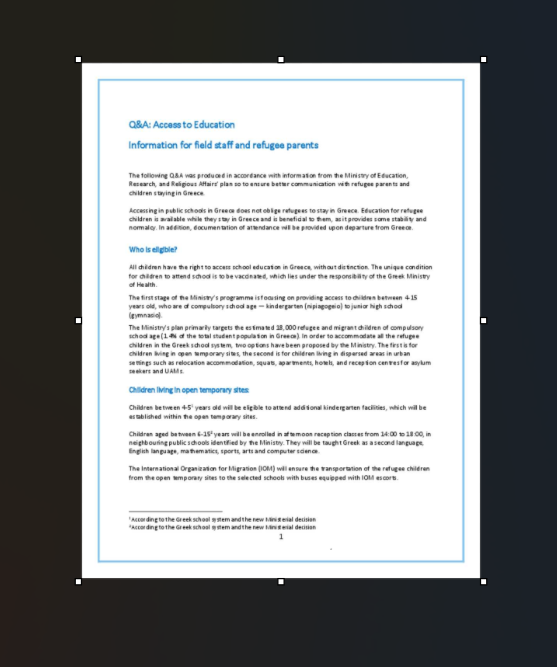 Q&A: Access to Education
Information for field staff and refugee parents
The following Q&A was produced in accordance with information from the Ministry of Education,
Research, and Religious Affairs' plan so to ensure better communication with refugee parents and
children staying in Greece.
Accessing in public schools in Greece does not oblige refugees to stay in Greece. Education for refugee
children is available while they stay in Greece and is beneficial to them, as it provides some stability and
normalcy. In addition, documentation of attendance will be provided upon departure from Greece.
Who is eligible?
All children have the right to access school education in Greece, without distinction. The unique condition
for children to attend school is to be vaccinated, which lies under the responsibility of the Greek Ministry
of Health.
The first stage of the Ministry's programme is focusing on providing access to children between 4-15
years old, who are of compulsory school age — kindergarten (nipiagogeio) to junior high school
(gymnasio).
The Ministry's plan primarily targets the estimated 18,000 refugee and migrant children of compulsory
school age (1.4% of the total student population in Greece). In order to accommodate all the refugee
children in the Greek school system, two options have been proposed by the Ministry. The first is for
children living in open temporary sites, the second is for children living in dispersed areas in urban
settings such as relocation accommodation, squats, apartments, hotels, and reception centres for asylum
seekers and UAMs.
Children living in open temporary sites:
Children between 4-5¹ years old will be eligible to attend additional kindergarten facilities, which will be
established within the open temporary sites.
Children aged between 6-15² years will be enrolled in afternoon reception classes from 14:00 to 18:00, in
neighbouring public schools identified by the Ministry. They will be taught Greek as a second language,
English language, mathematics, sports, arts and computer science.
The International Organization for Migration (IOM) will ensure the transportation of the refugee children
from the open temporary sites to the selected schools with buses equipped with IOM escorts.
¹According to the Greek school system and the new Ministerial decision
²According to the Greek school system and the new Ministerial decision
1